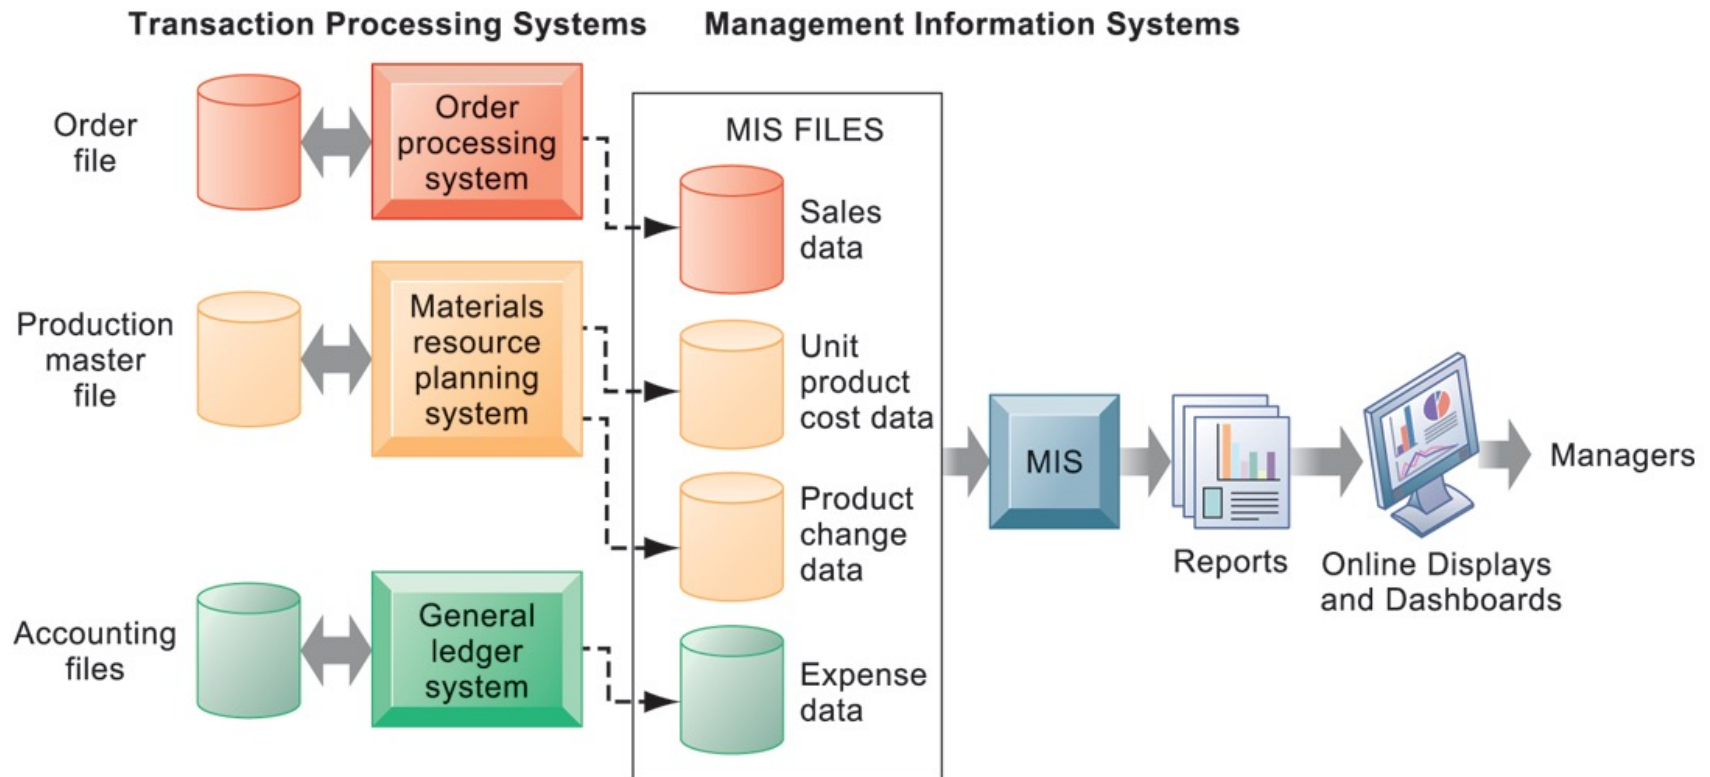 Transaction Processing Systems
Management Information Systems
Order
file
Order
processing
system
MIS FILES
Sales
data
Production
master
file
Materials
resource
planning
system
Unit
product
cost data
Product
change
data
Accounting
files
General
ledger
system
Expense
data
MIS
Reports
Online Displays
and Dashboards
Managers